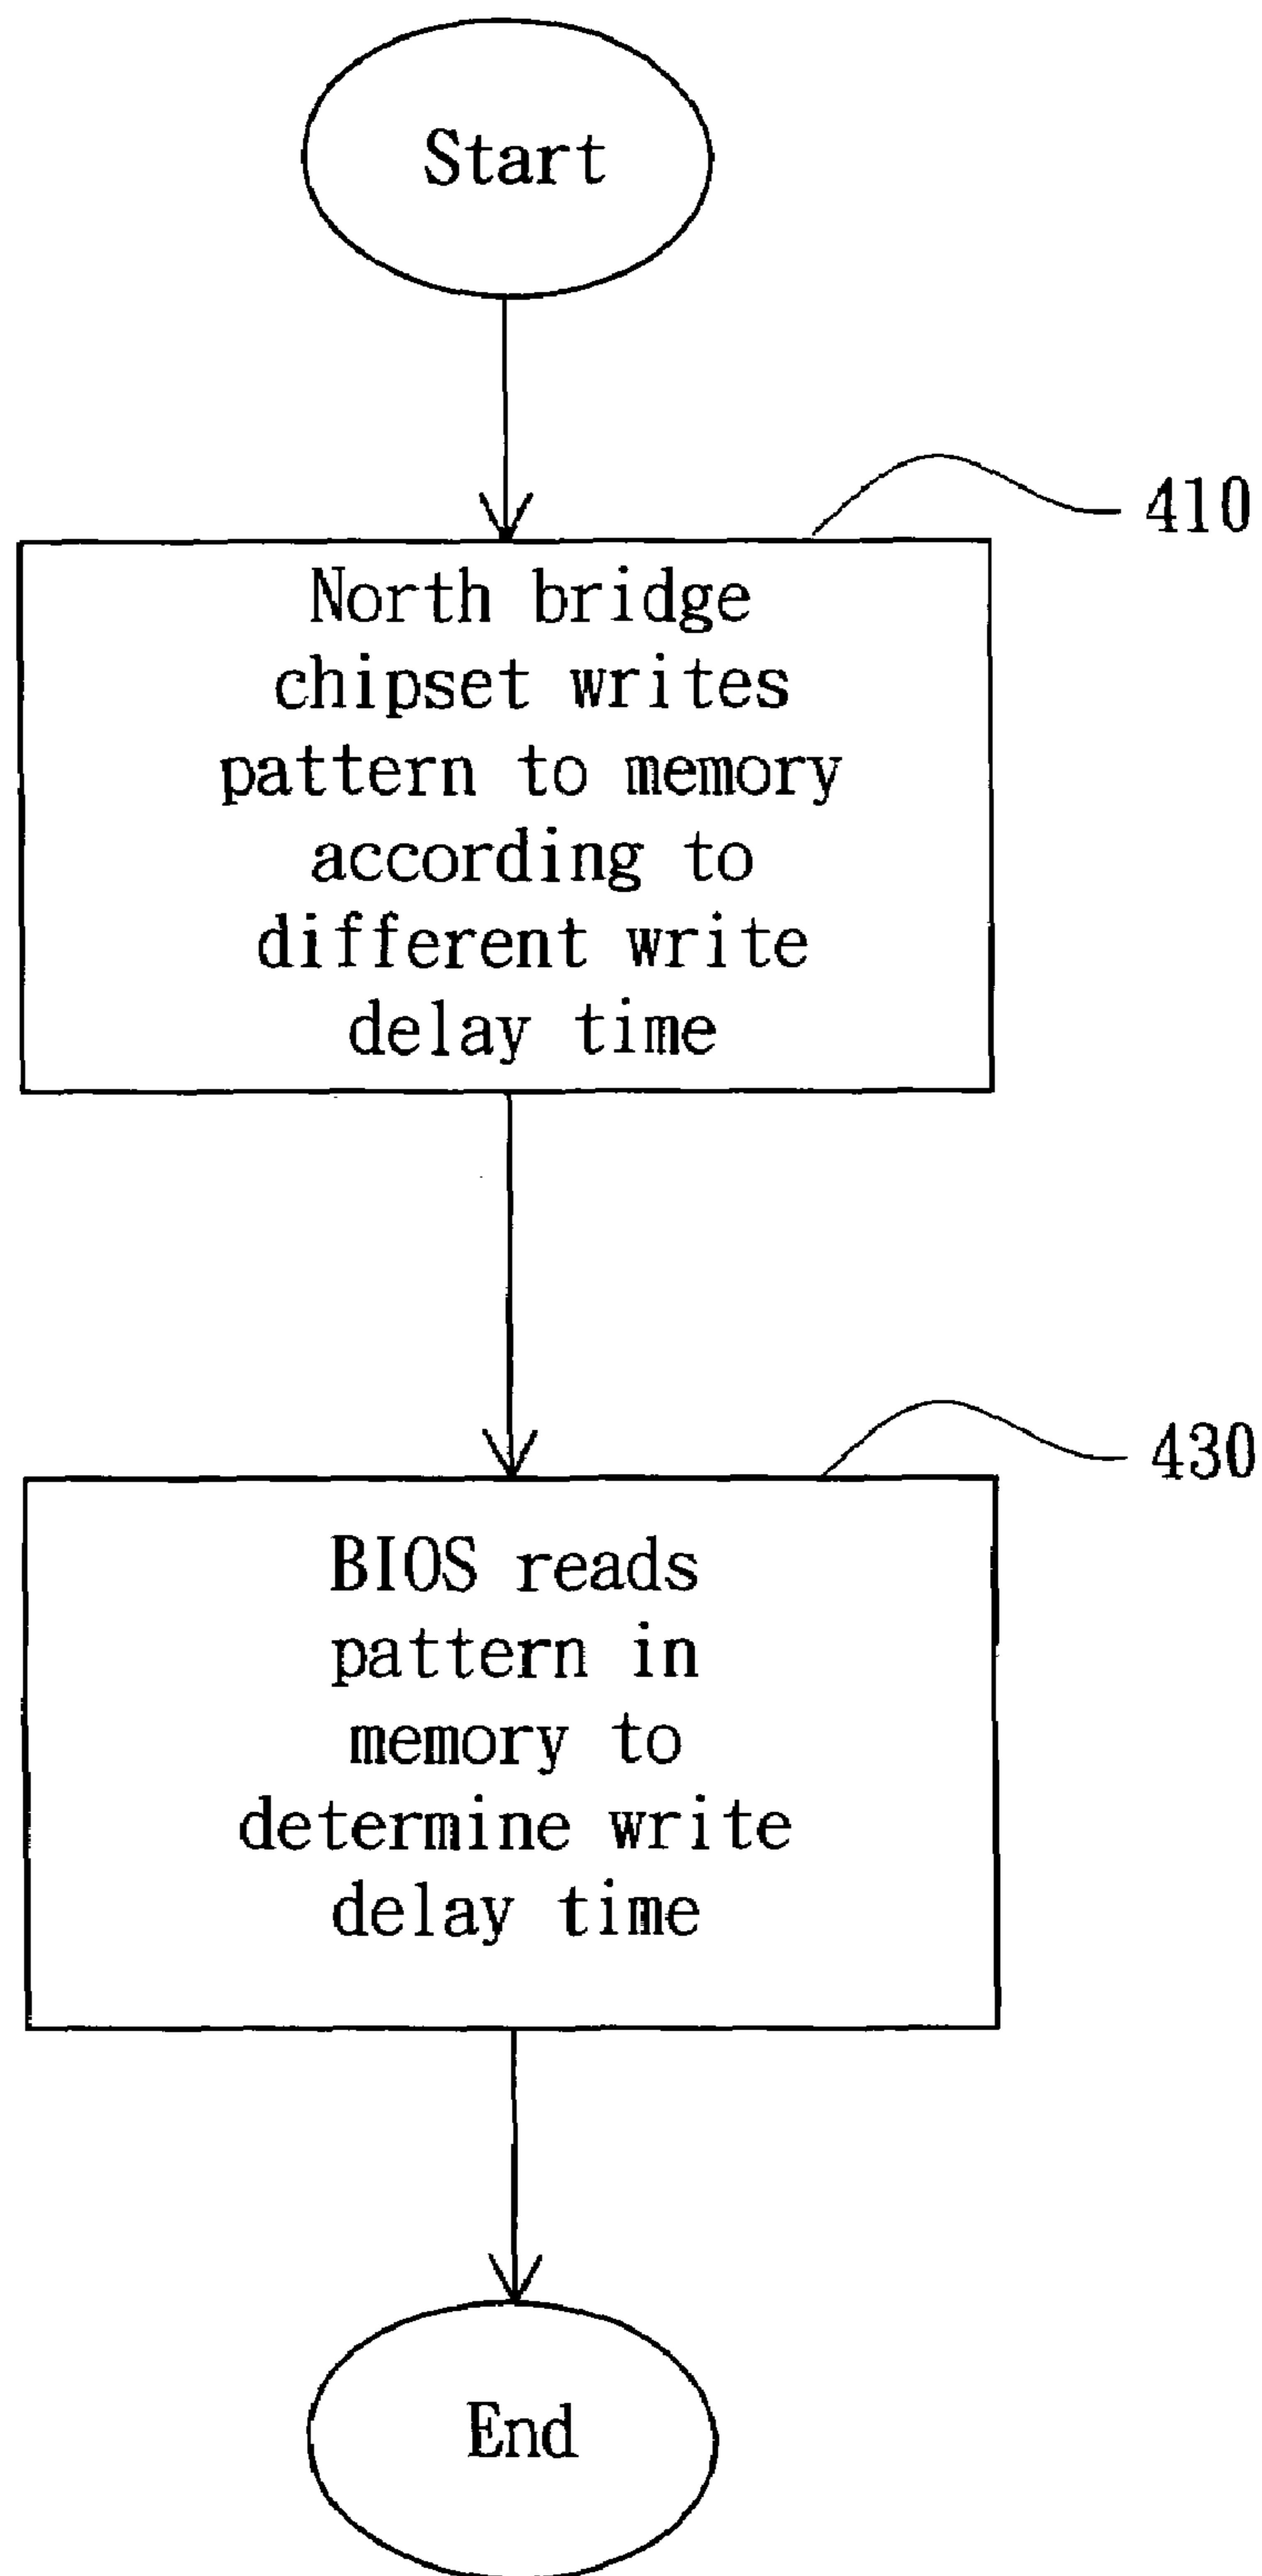 Start
410
North bridge
chipset writes
pattern to memory
according to
different write
delay time
430
BIOS reads
pattern in
memory to
determine write
delay time
End